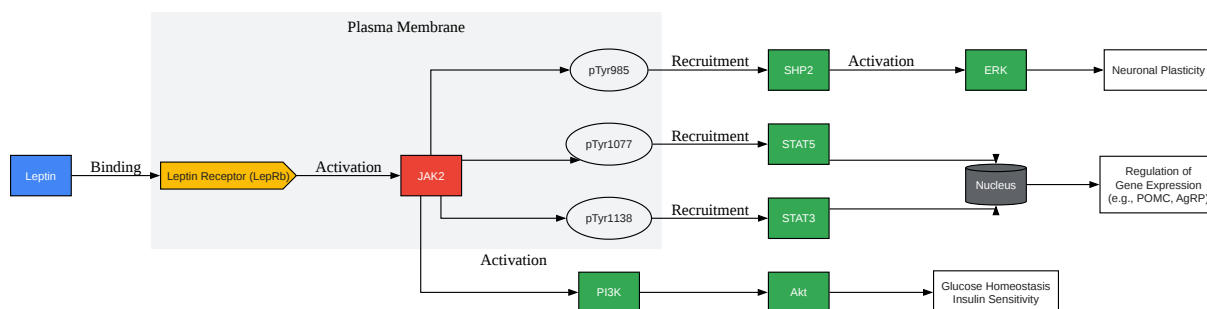 Plasma Membrane
pTyr985
Recruitment
SHP2
Activation
ERK
Neuronal Plasticity
Leptin
Binding
Leptin Receptor (LepRb)
Activation
JAK2
pTyr1077
Recruitment
STAT5
Nucleus
Regulation of
Gene Expression
(e.g., POMC, AgRP)
pTyr1138
Recruitment
STAT3
Activation
PI3K
Akt
Glucose Homeostasis
Insulin Sensitivity